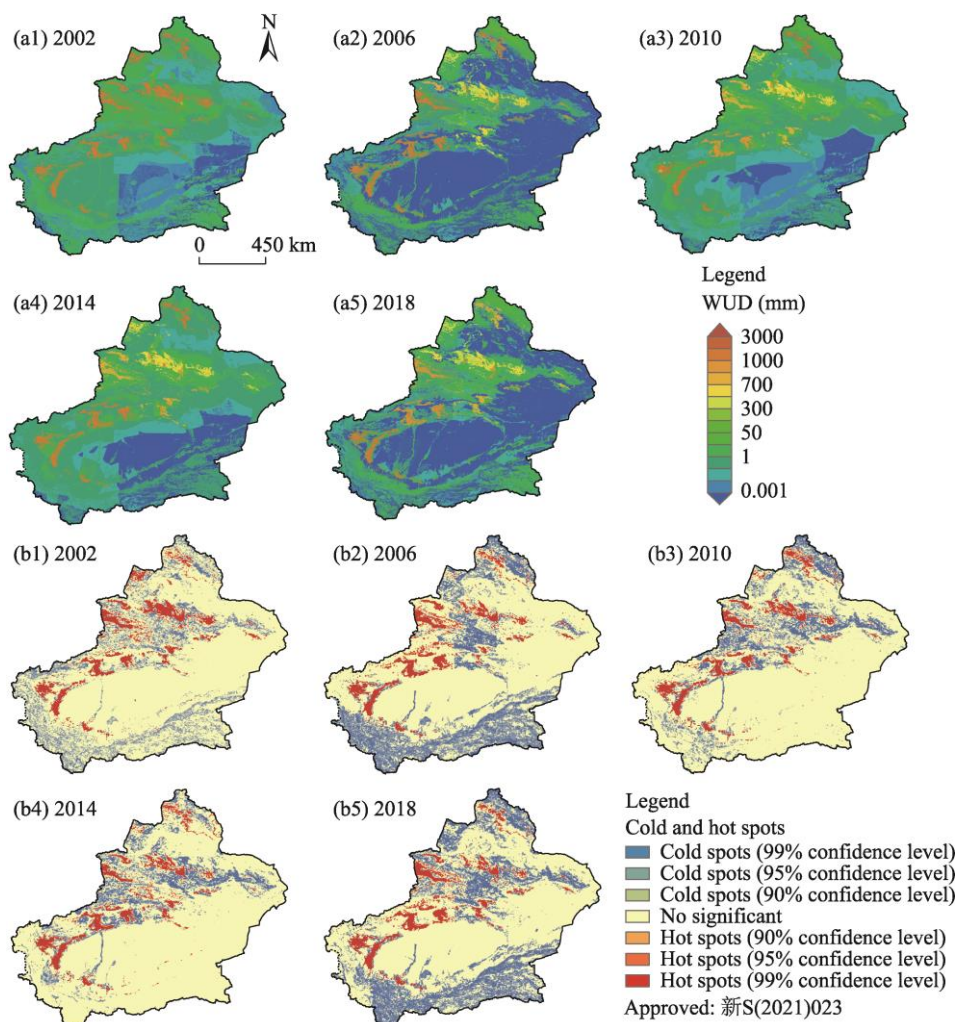 (a1) 2002
N
(a2) 2006
(a3) 2010
0 450 km
(a4) 2014
(a5) 2018
Legend
WUD (mm)
3000
1000
700
300
50
1
0.001
(b1) 2002
(b2) 2006
(b3) 2010
(b4) 2014
(b5) 2018
Legend
Cold and hot spots
Cold spots (99% confidence level)
Cold spots (95% confidence level)
Cold spots (90% confidence level)
No significant
Hot spots (90% confidence level)
Hot spots (95% confidence level)
Hot spots (99% confidence level)
Approved: 新S(2021)023